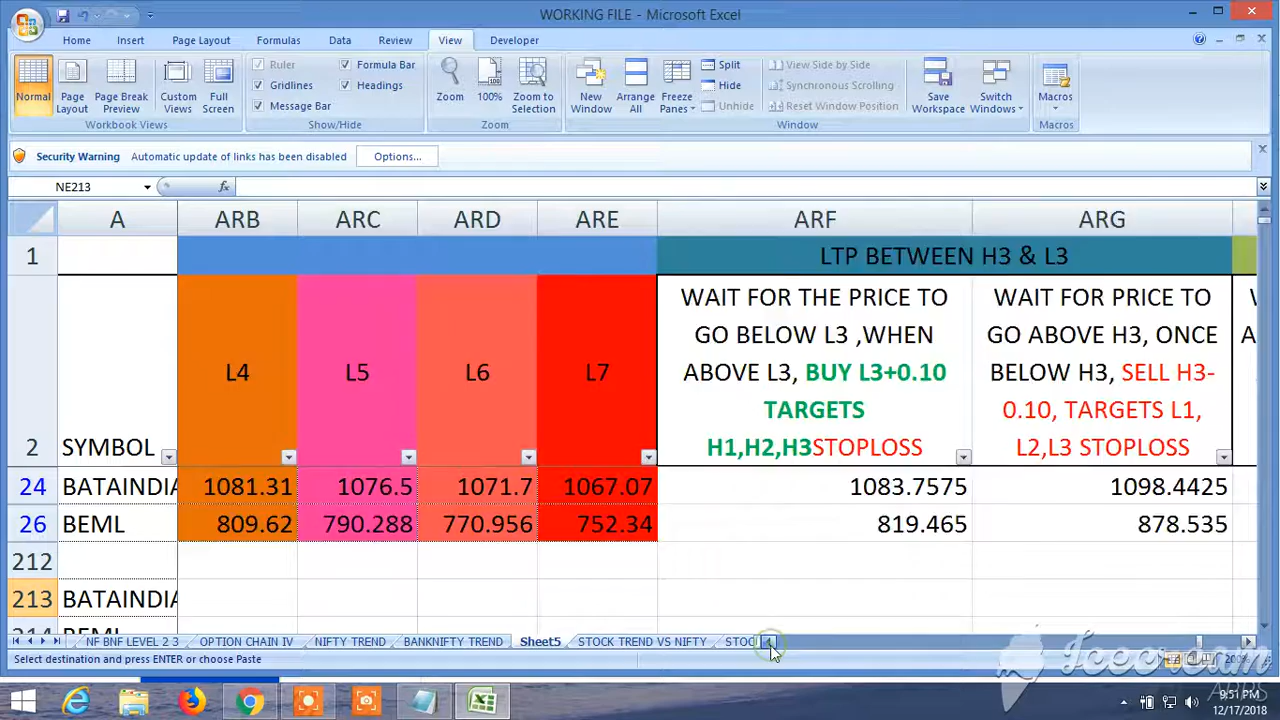 WORKING FILE - Microsoft Excel
Home Insert Page Layout Formulas Data Review View Developer
Normal
Page Layout
Page Break Preview
Custom Views
Full Screen
Workbook Views
Ruler
Formula Bar
Gridlines
Headings
Message Bar
Show/Hide
Zoom
100%
Zoom to Selection
Zoom
New Window
Arrange All
Freeze Panes
Split
Hide
Unhide
View Side by Side
Synchronous Scrolling
Reset Window Position
Window
Save Workspace
Switch Windows
Macros
Macros
Security Warning Automatic update of links has been disabled Options...
NE213 fx
A ARB ARC ARD ARE ARF ARG
1 LTP BETWEEN H3 & L3
2 SYMBOL L4 L5 L6 L7
WAIT FOR THE PRICE TO
GO BELOW L3 ,WHEN
ABOVE L3, BUY L3+0.10
TARGETS
H1,H2,H3STOPLOSS
WAIT FOR PRICE TO
GO ABOVE H3, ONCE
BELOW H3, SELL H3-
0.10, TARGETS L1,
L2,L3 STOPLOSS
24 BATAINDIA 1081.31 1076.5 1071.7 1067.07 1083.7575 1098.4425
26 BEML 809.62 790.288 770.956 752.34 819.465 878.535
212
213 BATAINDIA
214 BEML
NF BNF LEVEL 2 3 OPTION CHAIN IV NIFTY TREND BANKNIFTY TREND Sheet5 STOCK TREND VS NIFTY STOC
Select destination and press ENTER or choose Paste
Icecream
APPS
9:51 PM
12/17/2018